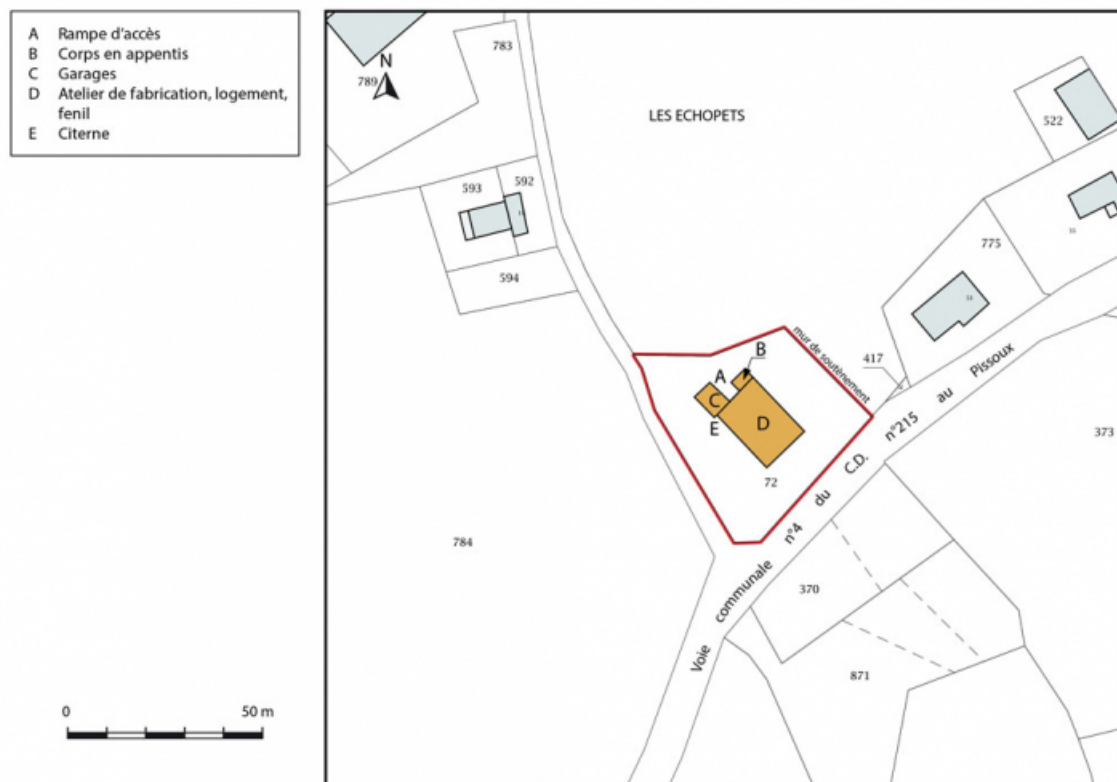 A Rampe d'accès
B Corps en appentis
C Garages
D Atelier de fabrication, logement,
fenil
E Citerne
0 50 m
783
N
789
LES ECHOPETS
522
593
592
594
775
417
mur de soutènement
B
A
C
D
E
72
784
373
370
871
Voie communale n°4 du C.D. n°215 au Pissoux